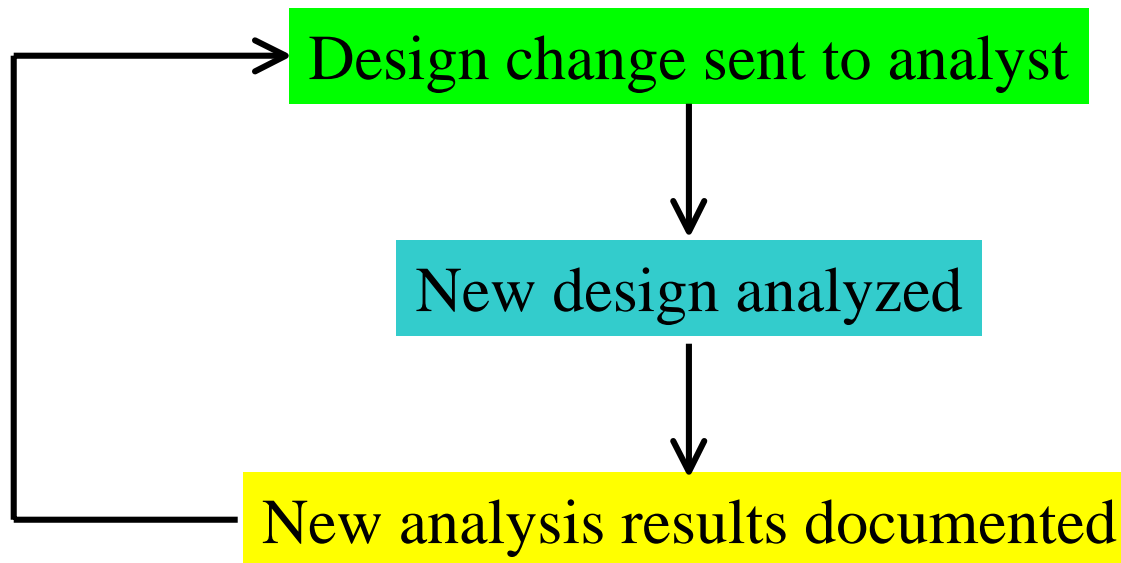 Design change sent to analyst
New design analyzed
New analysis results documented